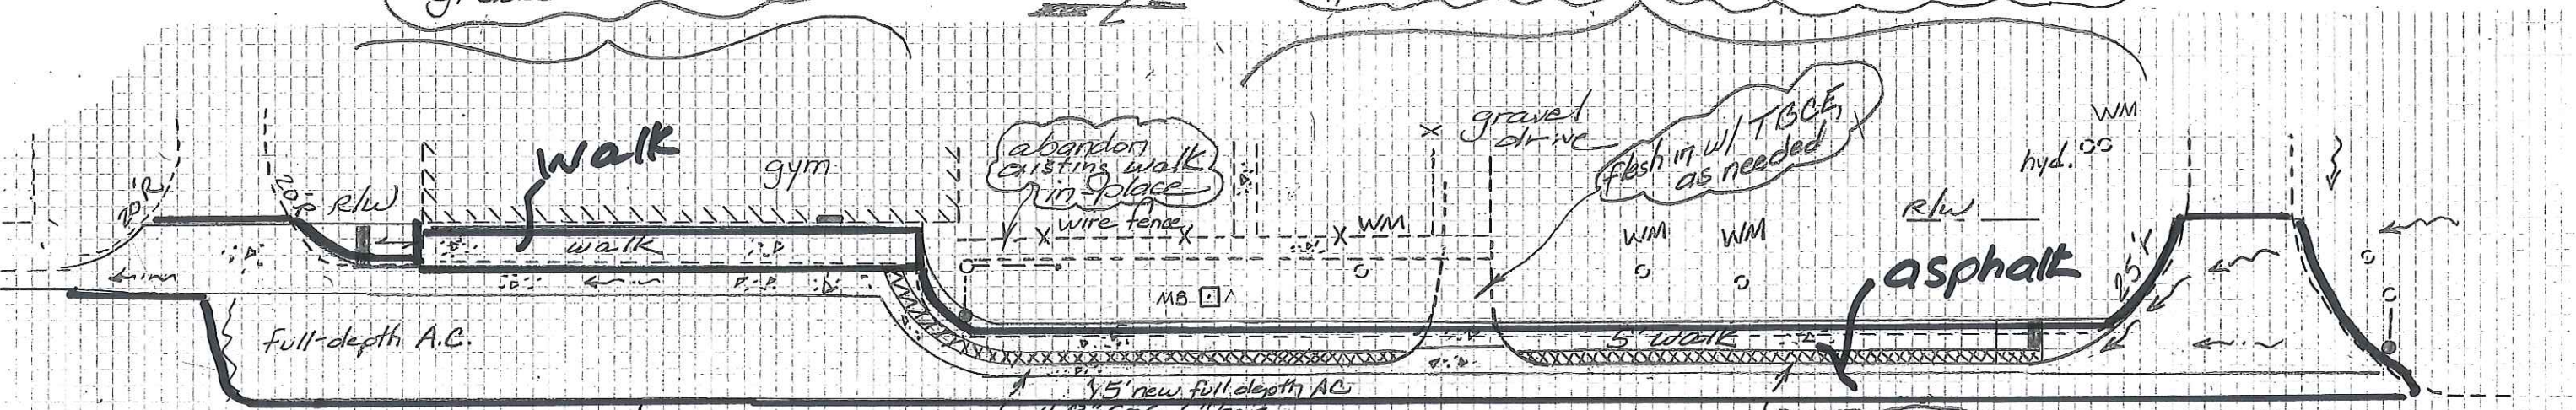 WM
gravel
drive
walk
abandon
existing walk
in-place
flesh in w/ TBCE
as needed
hyd.
gym
20'R
20'R
R/W
wire fence
WM
WM
WM
R/W
walk
asphalt
25'R
MB
full-depth A.C.
5' walk
5' new full depth AC